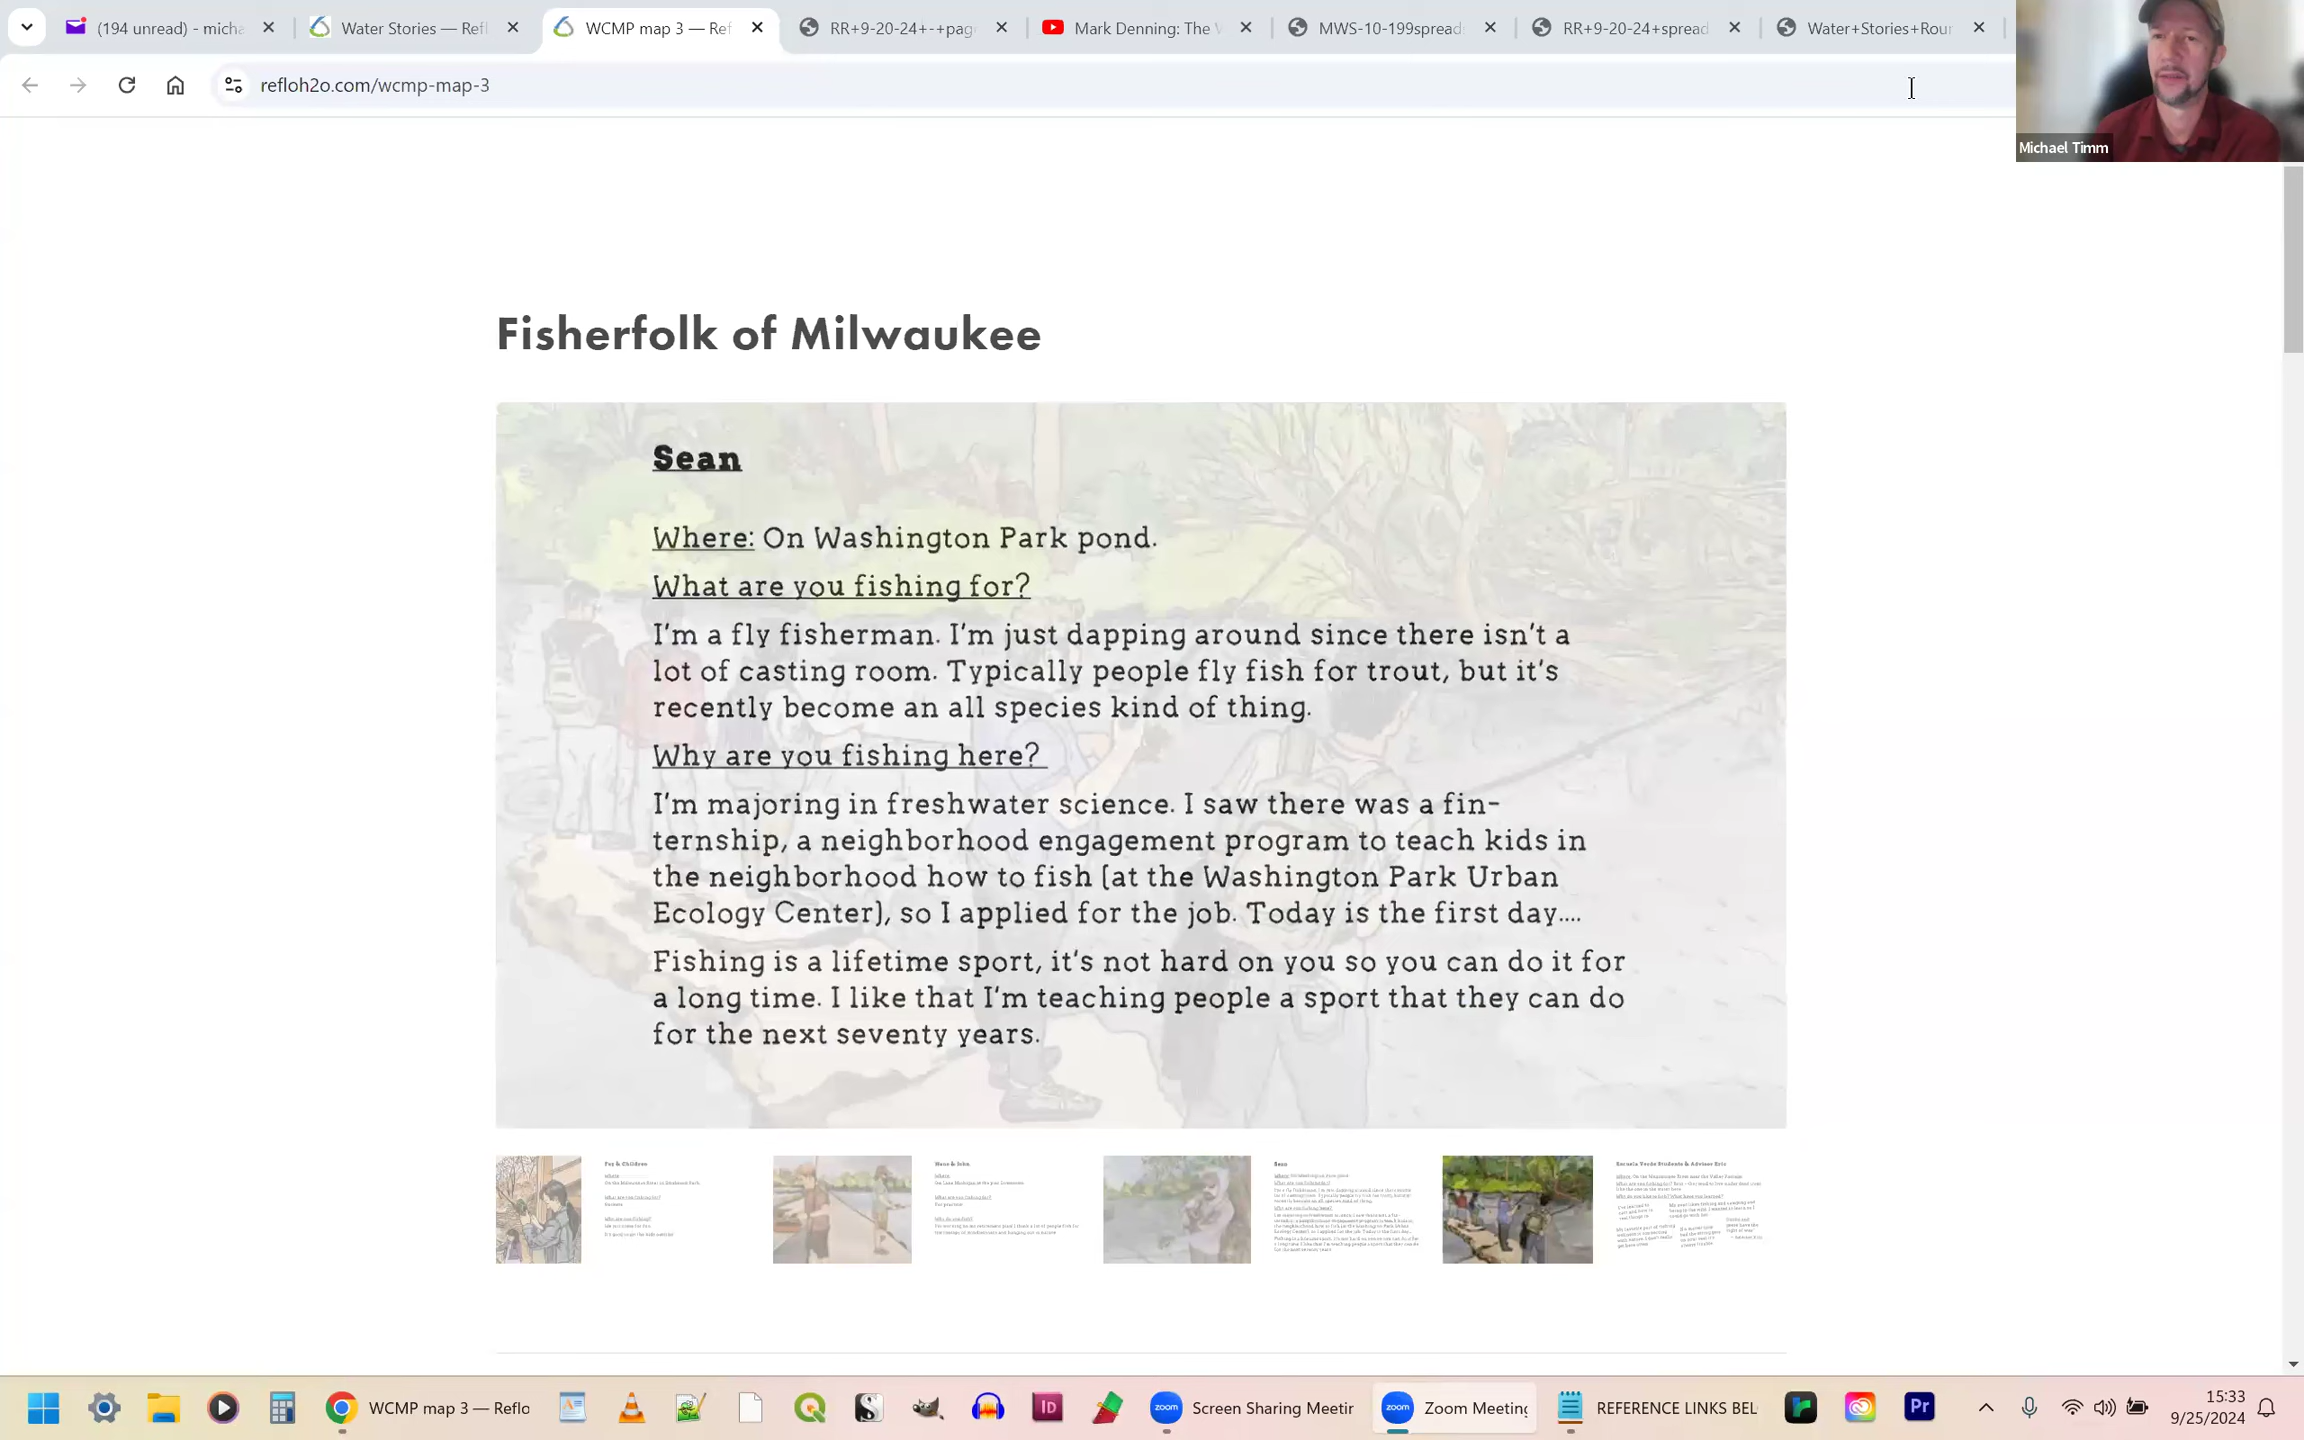 (194 unread) - micha
Water Stories — Refl
WCMP map 3 — Ref
RR+9-20-24+-+pag
Mark Denning: The V
MWS-10-199spread
RR+9-20-24+spread
Water+Stories+Rour
refloh2o.com/wcmp-map-3
Michael Timm
Fisherfolk of Milwaukee
Sean
Where: On Washington Park pond.
What are you fishing for?
I'm a fly fisherman. I'm just dapping around since there isn't a
lot of casting room. Typically people fly fish for trout, but it's
recently become an all species kind of thing.
Why are you fishing here?
I'm majoring in freshwater science. I saw there was a fin-
ternship, a neighborhood engagement program to teach kids in
the neighborhood how to fish (at the Washington Park Urban
Ecology Center), so I applied for the job. Today is the first day....
Fishing is a lifetime sport, it's not hard on you so you can do it for
a long time. I like that I'm teaching people a sport that they can do
for the next seventy years.
WCMP map 3 — Reflo
zoom
Screen Sharing Meetir
zoom
Zoom Meeting
REFERENCE LINKS BEL
Id
Pr
15:33
9/25/2024